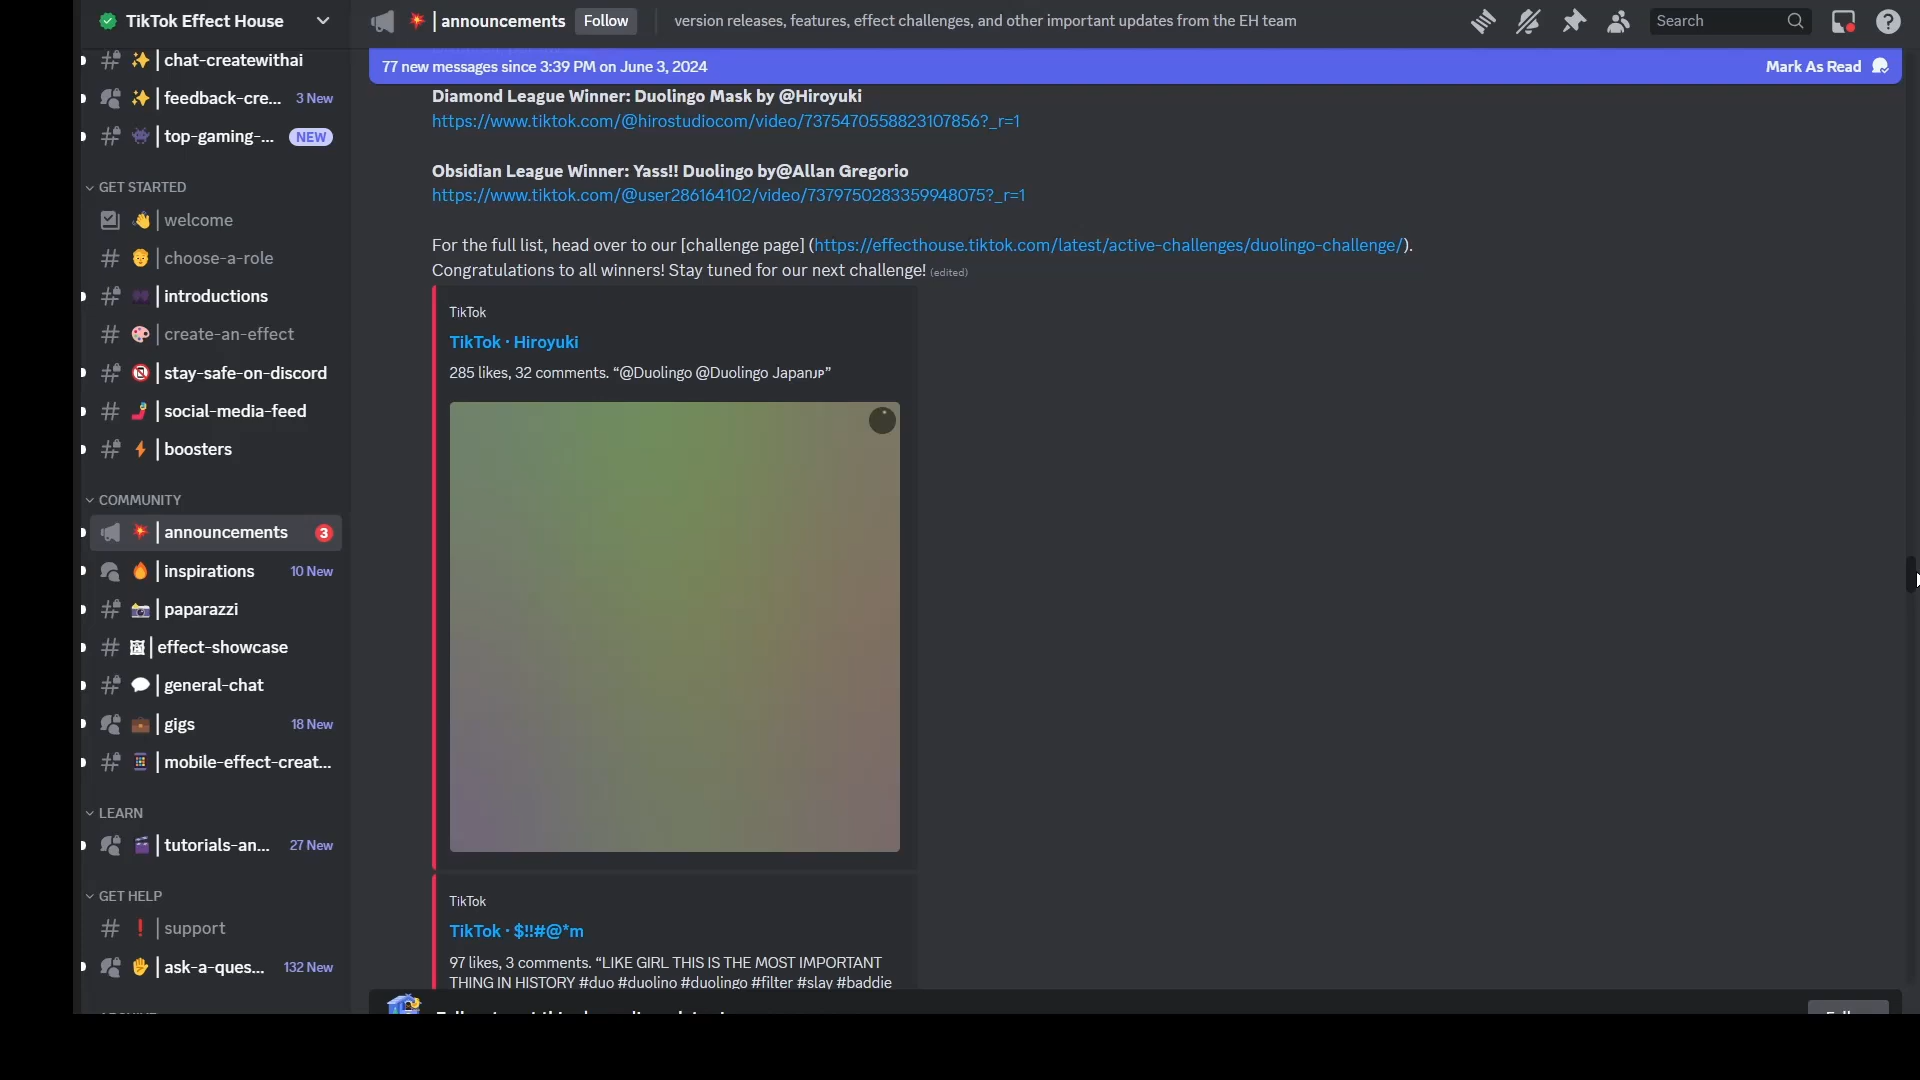 TikTok Effect House
| announcements
Follow
version releases, features, effect challenges, and other important updates from the EH team
Search
77 new messages since 3:39 PM on June 3, 2024
Mark As Read
| chat-createwithai
| feedback-cre...
3 New
| top-gaming-...
NEW
GET STARTED
| welcome
| choose-a-role
| introductions
| create-an-effect
| stay-safe-on-discord
| social-media-feed
| boosters
COMMUNITY
| announcements
3
| inspirations
10 New
| paparazzi
| effect-showcase
| general-chat
| gigs
18 New
| mobile-effect-creat...
LEARN
| tutorials-an...
27 New
GET HELP
| support
| ask-a-ques...
132 New
Diamond League Winner: Duolingo Mask by @Hiroyuki
https://www.tiktok.com/@hirostudiocom/video/7375470558823107856?_r=1
Obsidian League Winner: Yass!! Duolingo by@Allan Gregorio
https://www.tiktok.com/@user286164102/video/7379750283359948075?_r=1
For the full list, head over to our [challenge page] (https://effecthouse.tiktok.com/latest/active-challenges/duolingo-challenge/).
Congratulations to all winners! Stay tuned for our next challenge! (edited)
TikTok
TikTok · Hiroyuki
285 likes, 32 comments. “@Duolingo @Duolingo Japan🇯🇵”
TikTok
TikTok · $!!#@*m
97 likes, 3 comments. “LIKE GIRL THIS IS THE MOST IMPORTANT
THING IN HISTORY #duo #duolino #duolingo #filter #slay #baddie